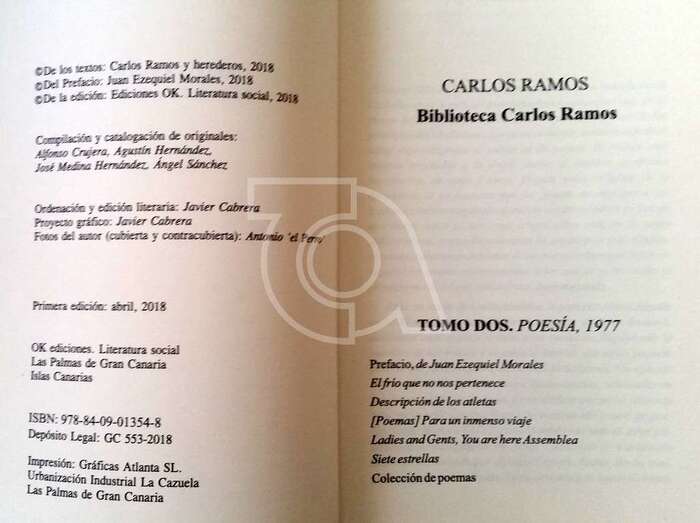 ©De los textos: Carlos Ramos y herederos, 2018
©Del Prefacio: Juan Ezequiel Morales, 2018
©De la edición: Ediciones OK. Literatura social, 2018
Compilación y catalogación de originales:
Alfonso Crujera, Agustín Hernández,
José Medina Hernández, Ángel Sánchez
Ordenación y edición literaria: Javier Cabrera
Proyecto gráfico: Javier Cabrera
Fotos del autor (cubierta y contracubierta): Antonio 'el Perro'
Primera edición: abril, 2018
OK ediciones. Literatura social
Las Palmas de Gran Canaria
Islas Canarias
ISBN: 978-84-09-01354-8
Depósito Legal: GC 553-2018
Impresión: Gráficas Atlanta SL.
Urbanización Industrial La Cazuela
Las Palmas de Gran Canaria
CARLOS RAMOS
Biblioteca Carlos Ramos
TOMO DOS. POESÍA, 1977
Prefacio, de Juan Ezequiel Morales
El frío que no nos pertenece
Descripción de los atletas
[Poemas] Para un inmenso viaje
Ladies and Gents, You are here Assemblea
Siete estrellas
Colección de poemas